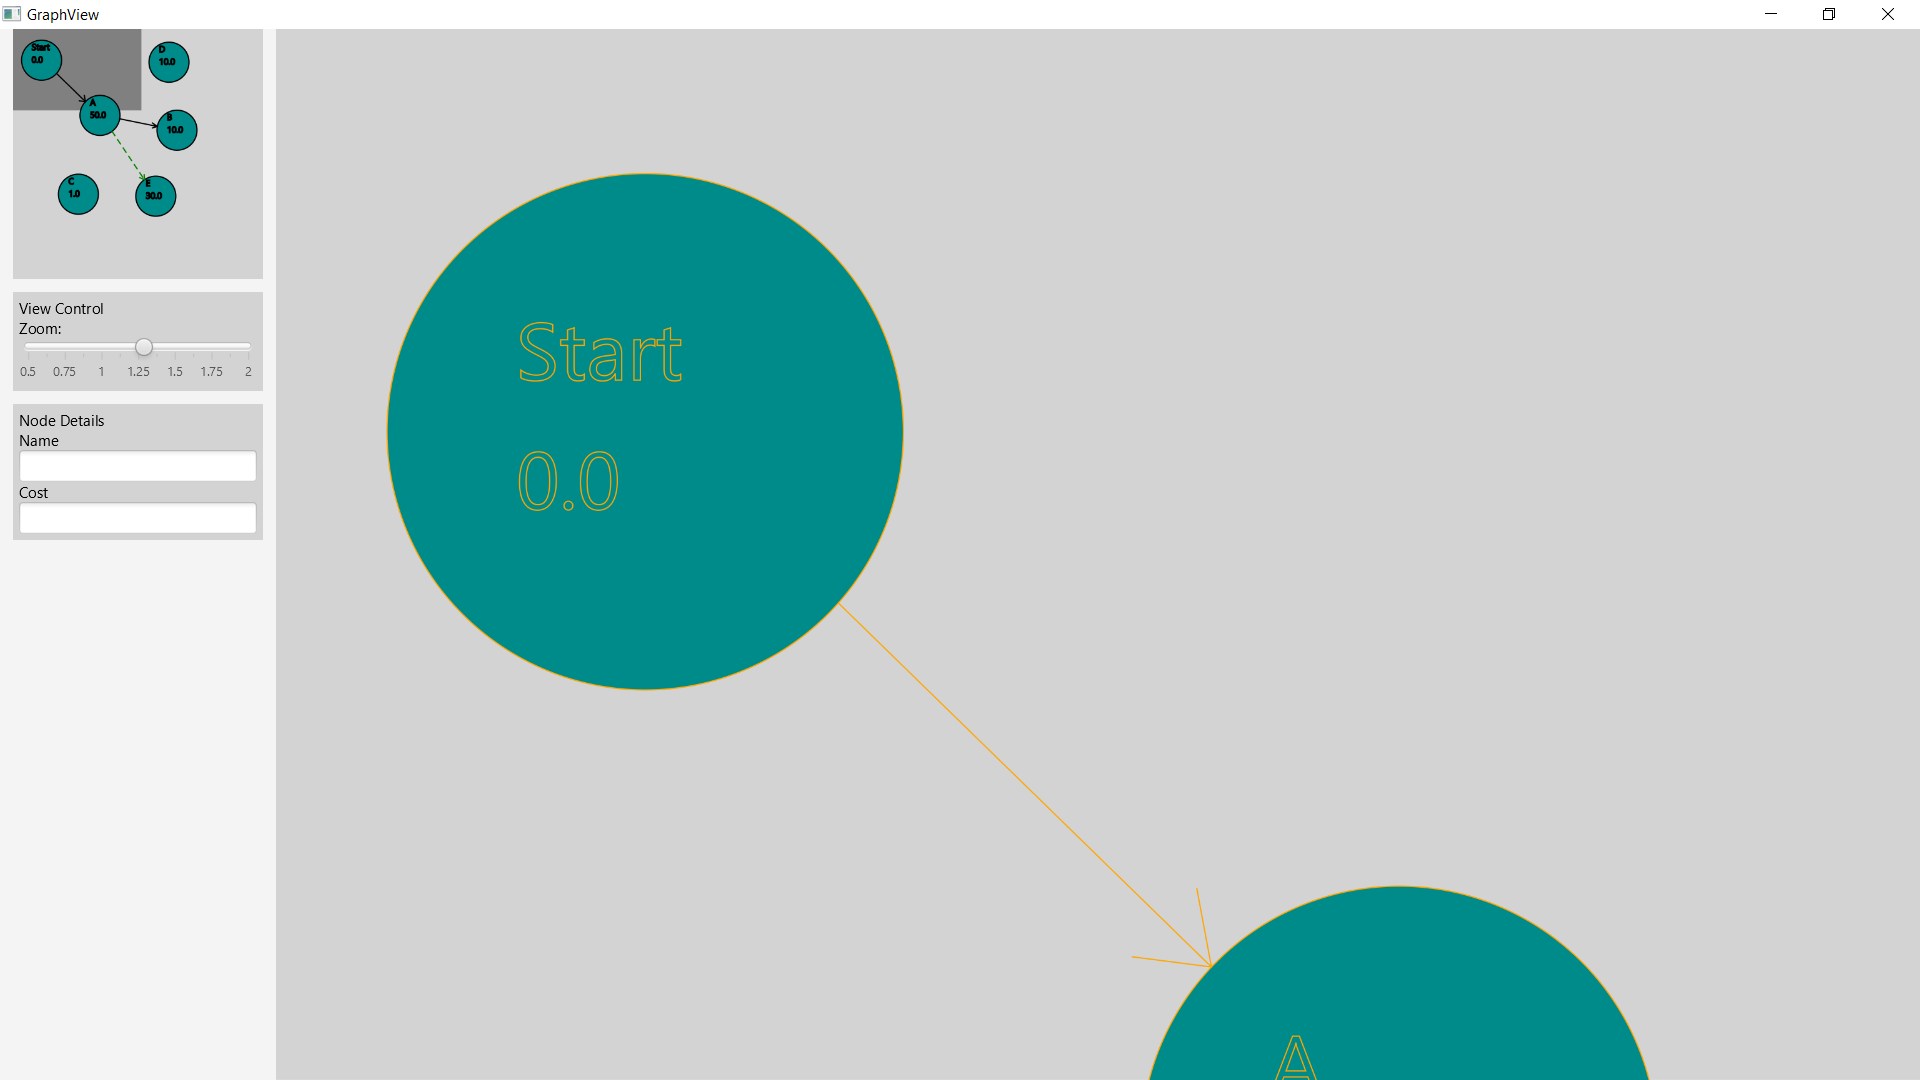 GraphView
Start
0.0
D
10.0
A
50.0
B
10.0
C
1.0
E
30.0
View Control
Zoom:
0.5 0.75 1 1.25 1.5 1.75 2
Node Details
Name
Cost
Start
0.0
A